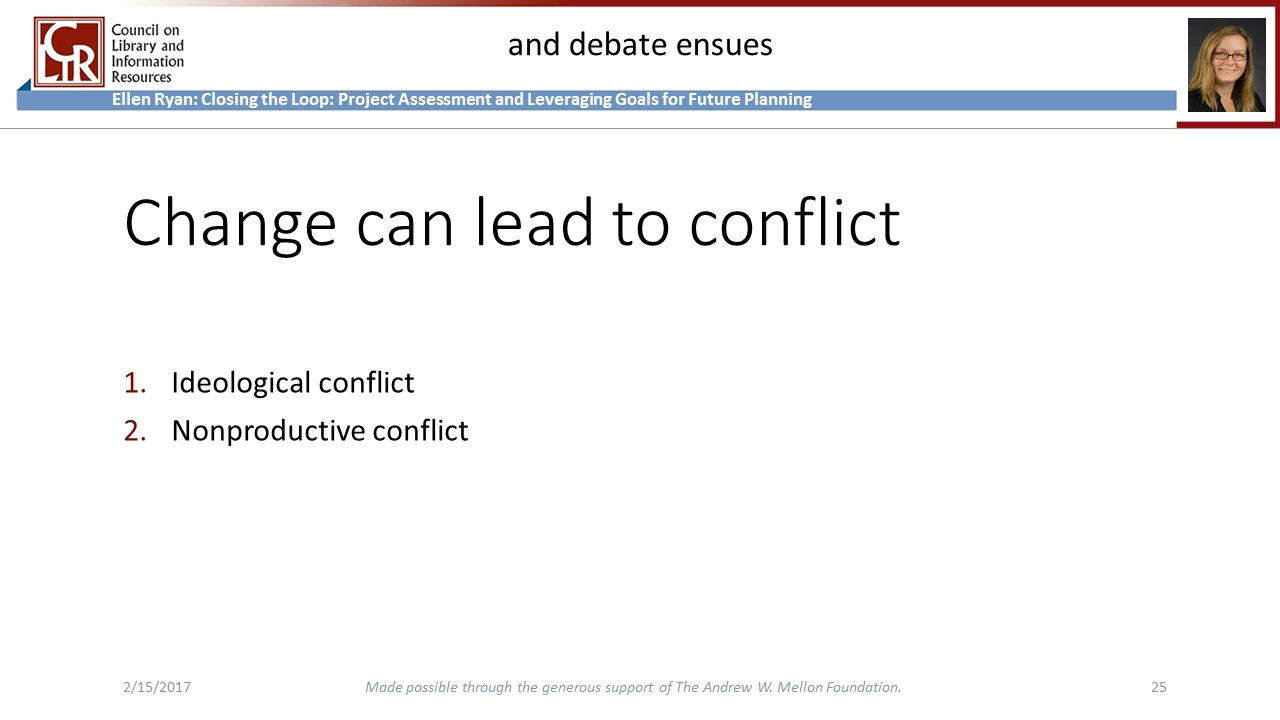 CLIR
Council on
Library and
Information
Resources
and debate ensues
Ellen Ryan: Closing the Loop: Project Assessment and Leveraging Goals for Future Planning
Change can lead to conflict
1. Ideological conflict
2. Nonproductive conflict
2/15/2017
Made possible through the generous support of The Andrew W. Mellon Foundation.
25